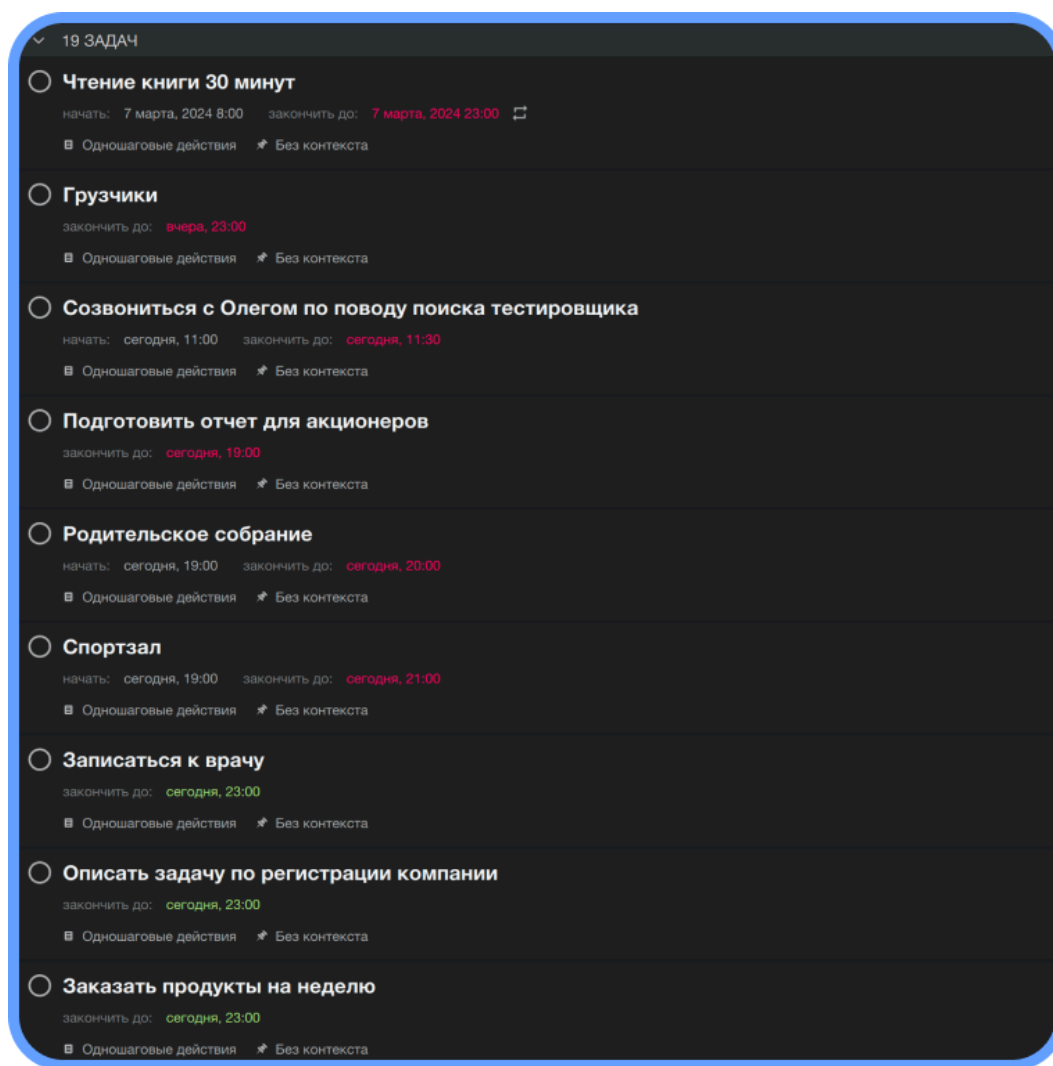 19 ЗАДАЧ
Чтение книги 30 минут
начать: 7 марта, 2024 8:00 закончить до: 7 марта, 2024 23:00
Одношаговые действия Без контекста
Грузчики
закончить до: вчера, 23:00
Одношаговые действия Без контекста
Созвониться с Олегом по поводу поиска тестировщика
начать: сегодня, 11:00 закончить до: сегодня, 11:30
Одношаговые действия Без контекста
Подготовить отчет для акционеров
закончить до: сегодня, 19:00
Одношаговые действия Без контекста
Родительское собрание
начать: сегодня, 19:00 закончить до: сегодня, 20:00
Одношаговые действия Без контекста
Спортзал
начать: сегодня, 19:00 закончить до: сегодня, 21:00
Одношаговые действия Без контекста
Записаться к врачу
закончить до: сегодня, 23:00
Одношаговые действия Без контекста
Описать задачу по регистрации компании
закончить до: сегодня, 23:00
Одношаговые действия Без контекста
Заказать продукты на неделю
закончить до: сегодня, 23:00
Одношаговые действия Без контекста